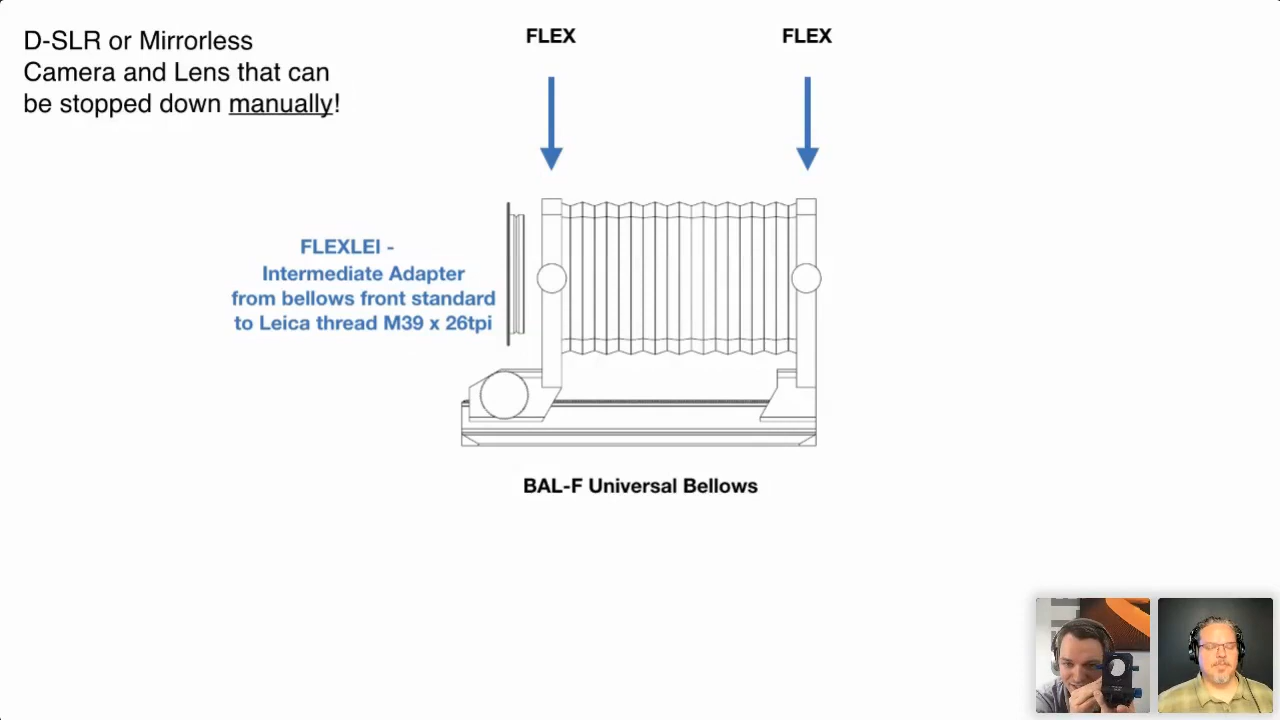 D-SLR or Mirrorless
Camera and Lens that can
be stopped down manually!
FLEX
FLEX
FLEXLEI -
Intermediate Adapter
from bellows front standard
to Leica thread M39 x 26tpi
BAL-F Universal Bellows